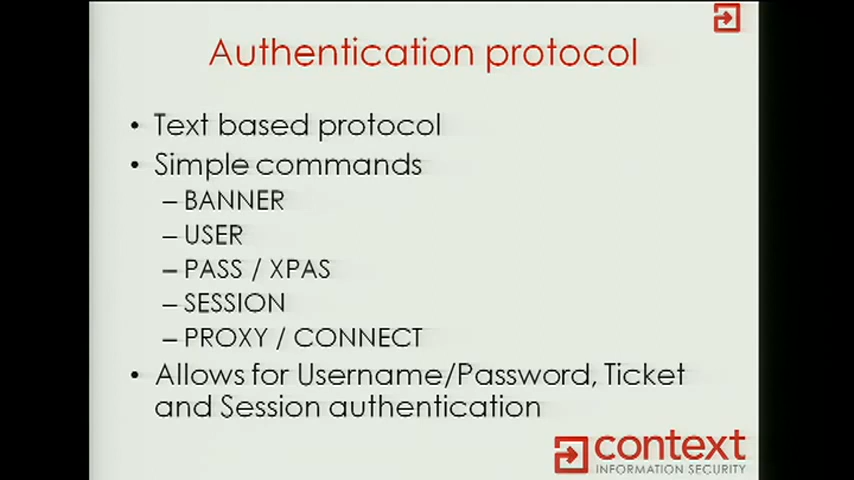 Authentication protocol
• Text based protocol
• Simple commands
– BANNER
– USER
– PASS / XPAS
– SESSION
– PROXY / CONNECT
• Allows for Username/Password, Ticket
and Session authentication
context
INFORMATION SECURITY